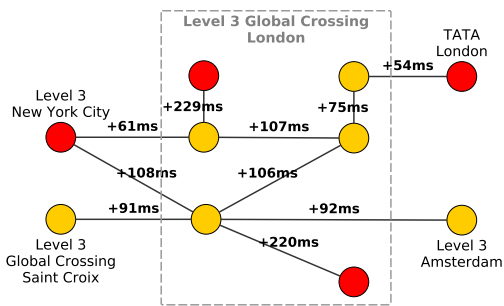 Level 3 Global Crossing
London
TATA
London
+54ms
Level 3
New York City
+229ms
+75ms
+61ms
+107ms
+108ms
+106ms
+91ms
+92ms
+220ms
Level 3
Global Crossing
Saint Croix
Level 3
Amsterdam